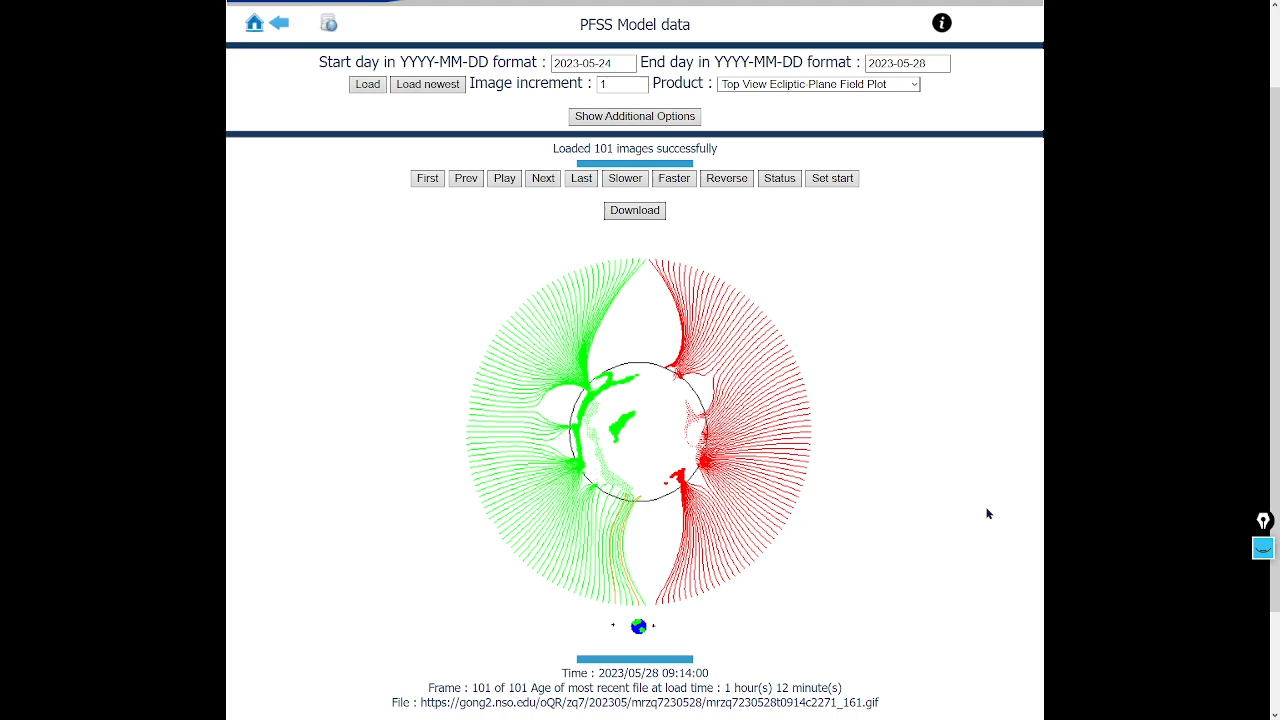 PFSS Model data
Start day in YYYY-MM-DD format : 2023-05-24 End day in YYYY-MM-DD format : 2023-05-28
Load Load newest Image increment : 1 Product : Top View Ecliptic-Plane Field Plot
Show Additional Options
Loaded 101 images successfully
First Prev Play Next Last Slower Faster Reverse Status Set start
Download
Time : 2023/05/28 09:14:00
Frame : 101 of 101 Age of most recent file at load time : 1 hour(s) 12 minute(s)
File : https://gong2.nso.edu/oQR/zq7/202305/mrzq7230528/mrzq7230528t0914c2271_161.gif